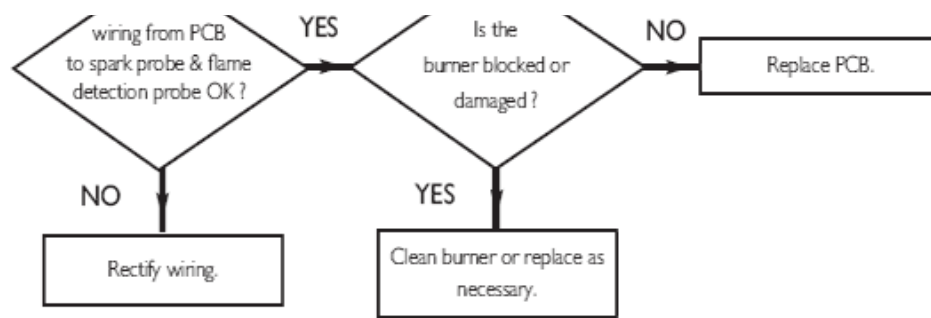 wiring from PCB
to spark probe & flame
detection probe OK ?
YES
Is the
burner blocked or
damaged ?
NO
Replace PCB.
NO
Rectify wiring.
YES
Clean burner or replace as
necessary.